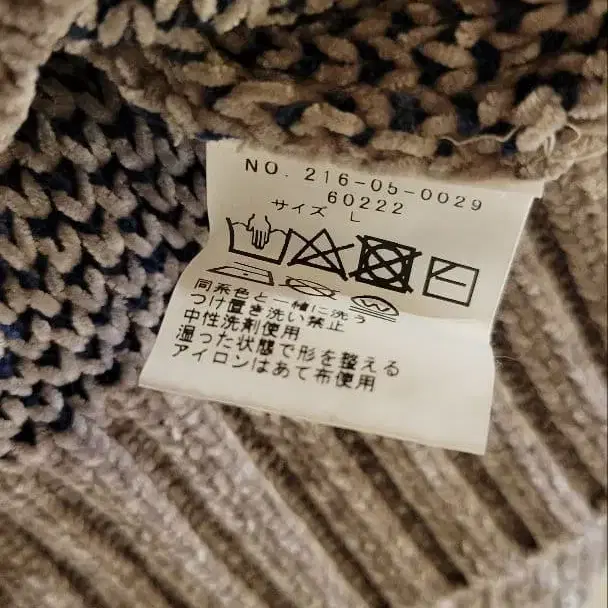 NO. 216-05-0029
60222
サイズ L
同系色と一緒に洗う
つけ置き洗い禁止
中性洗剤使用
湿った状態で形を整える
アイロンはあて布使用